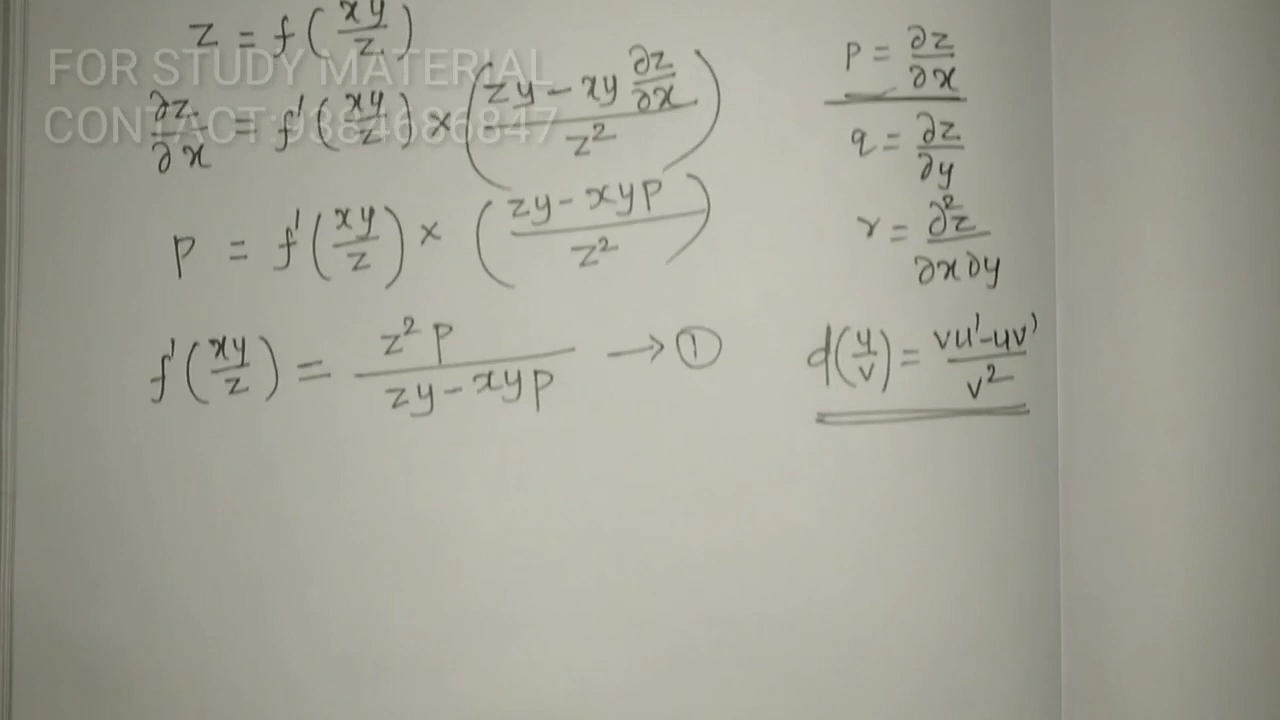 z = f(xy/z)
FOR STUDY MATERIAL
CONTACT:9384686847
∂z/∂x = f'(xy/z) × ((zy - xy ∂z/∂x)/z²)
p = f'(xy/z) × ((zy - xyp)/z²)
f'(xy/z) = z²p/(zy - xyp) → ①
p = ∂z/∂x
q = ∂z/∂y
r = ∂²z/∂x∂y
d(u/v) = (vu' - uv')/v²